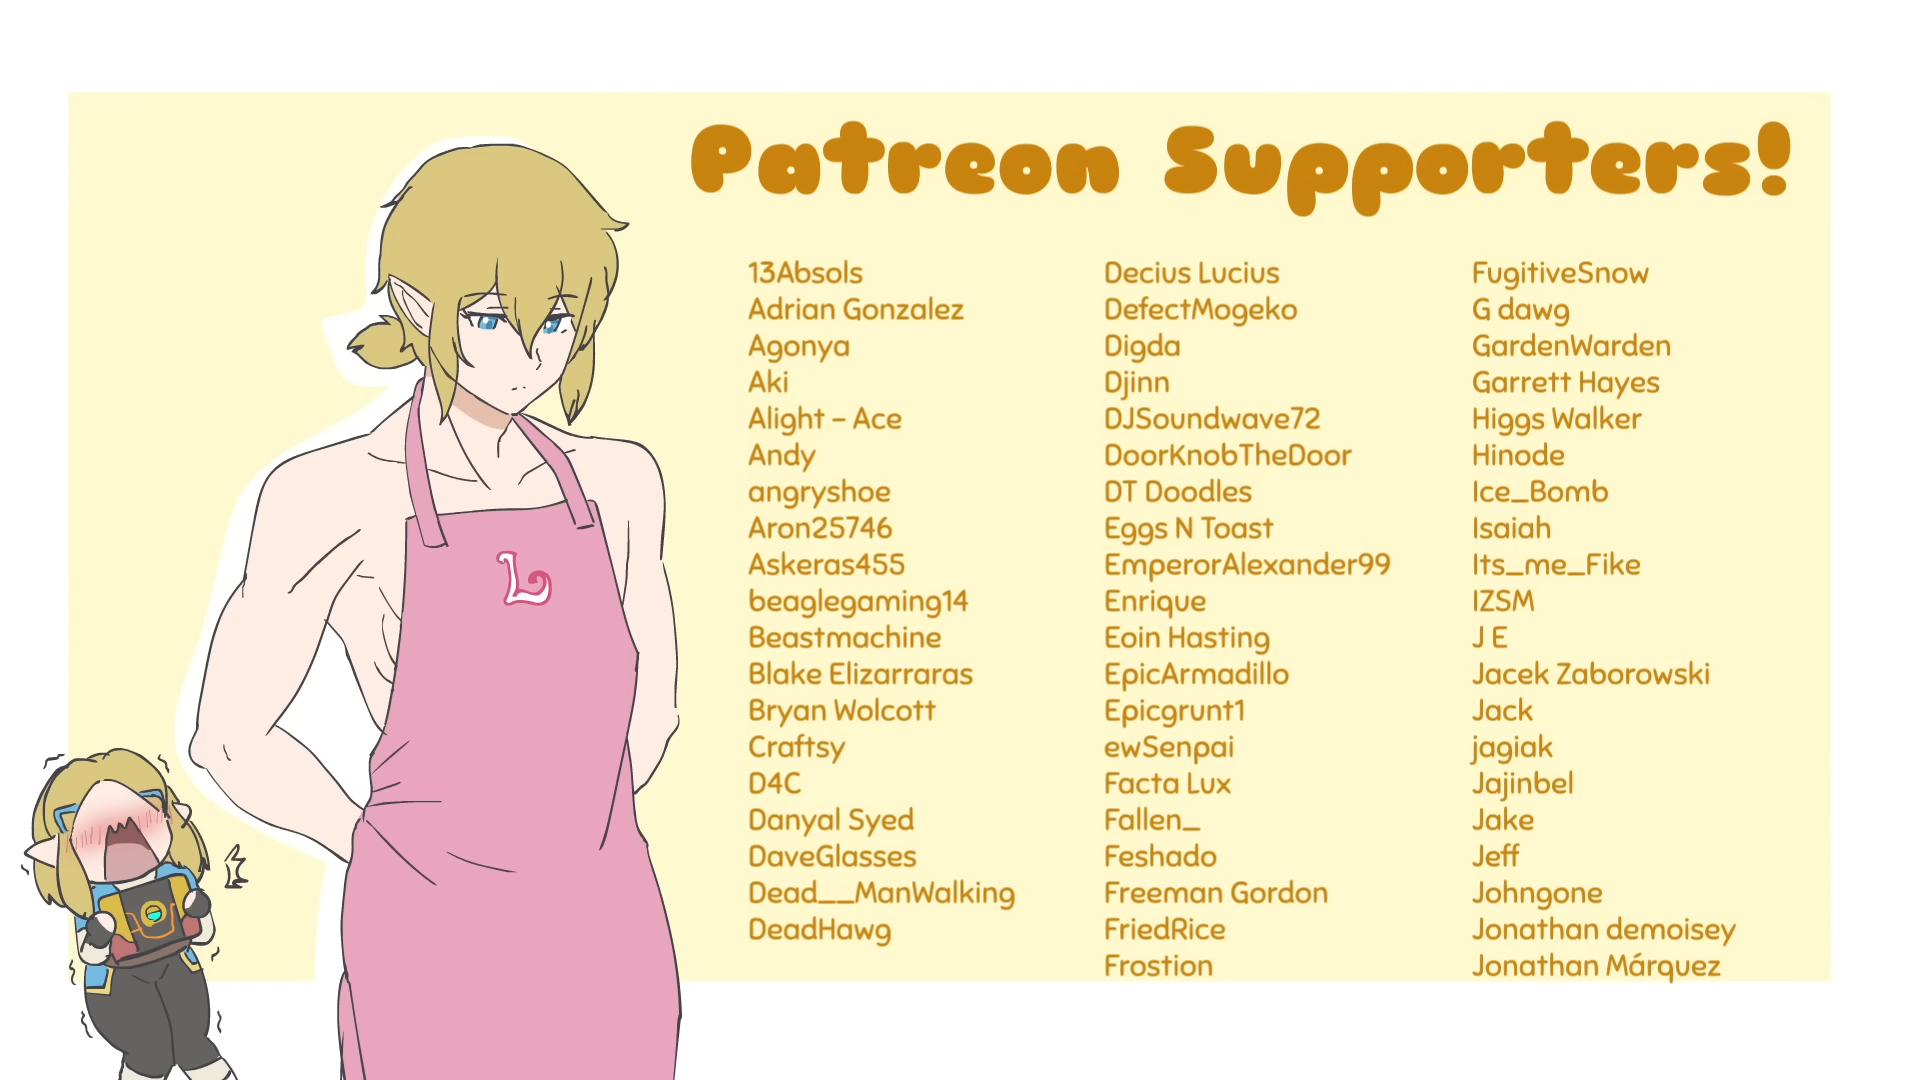 Patreon Supporters!
L
13Absols
Adrian Gonzalez
Agonya
Aki
Alight - Ace
Andy
angryshoe
Aron25746
Askeras455
beaglegaming14
Beastmachine
Blake Elizarraras
Bryan Wolcott
Craftsy
D4C
Danyal Syed
DaveGlasses
Dead__ManWalking
DeadHawg
Decius Lucius
DefectMogeko
Digda
Djinn
DJSoundwave72
DoorKnobTheDoor
DT Doodles
Eggs N Toast
EmperorAlexander99
Enrique
Eoin Hasting
EpicArmadillo
Epicgrunt1
ewSenpai
Facta Lux
Fallen_
Feshado
Freeman Gordon
FriedRice
Frostion
FugitiveSnow
G dawg
GardenWarden
Garrett Hayes
Higgs Walker
Hinode
Ice_Bomb
Isaiah
Its_me_Fike
IZSM
J E
Jacek Zaborowski
Jack
jagiak
Jajinbel
Jake
Jeff
Johngone
Jonathan demoisey
Jonathan Márquez